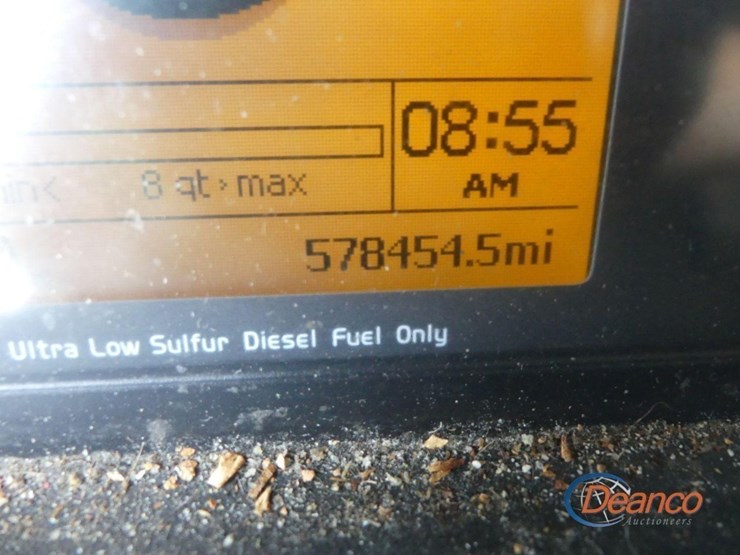 08:55
8 qt > max
AM
578454.5mi
Ultra Low Sulfur Diesel Fuel Only
Deanco
Auctioneers